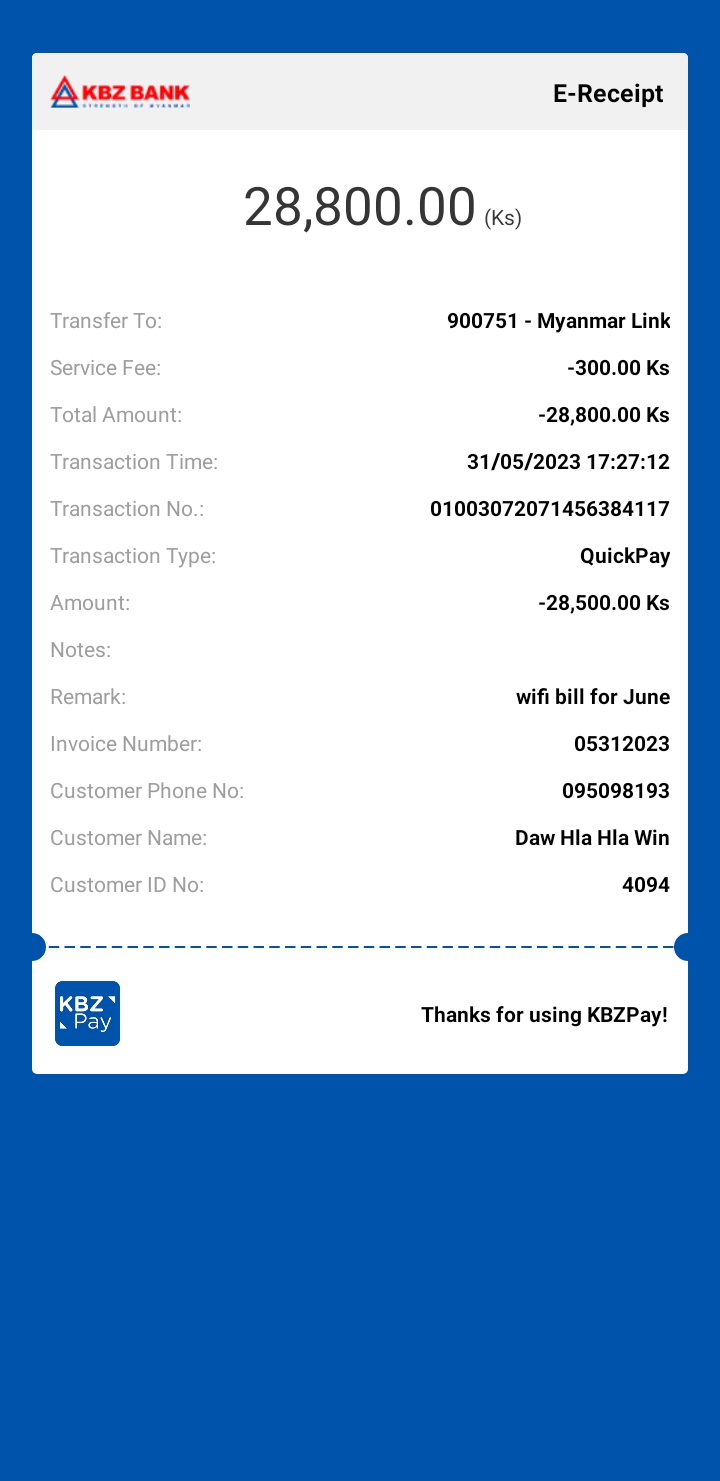 KBZ BANK
STRENGTH OF MYANMAR
E-Receipt
28,800.00 (Ks)
Transfer To: 900751 - Myanmar Link
Service Fee: -300.00 Ks
Total Amount: -28,800.00 Ks
Transaction Time: 31/05/2023 17:27:12
Transaction No.: 01003072071456384117
Transaction Type: QuickPay
Amount: -28,500.00 Ks
Notes:
Remark: wifi bill for June
Invoice Number: 05312023
Customer Phone No: 095098193
Customer Name: Daw Hla Hla Win
Customer ID No: 4094
KBZ
Pay
Thanks for using KBZPay!